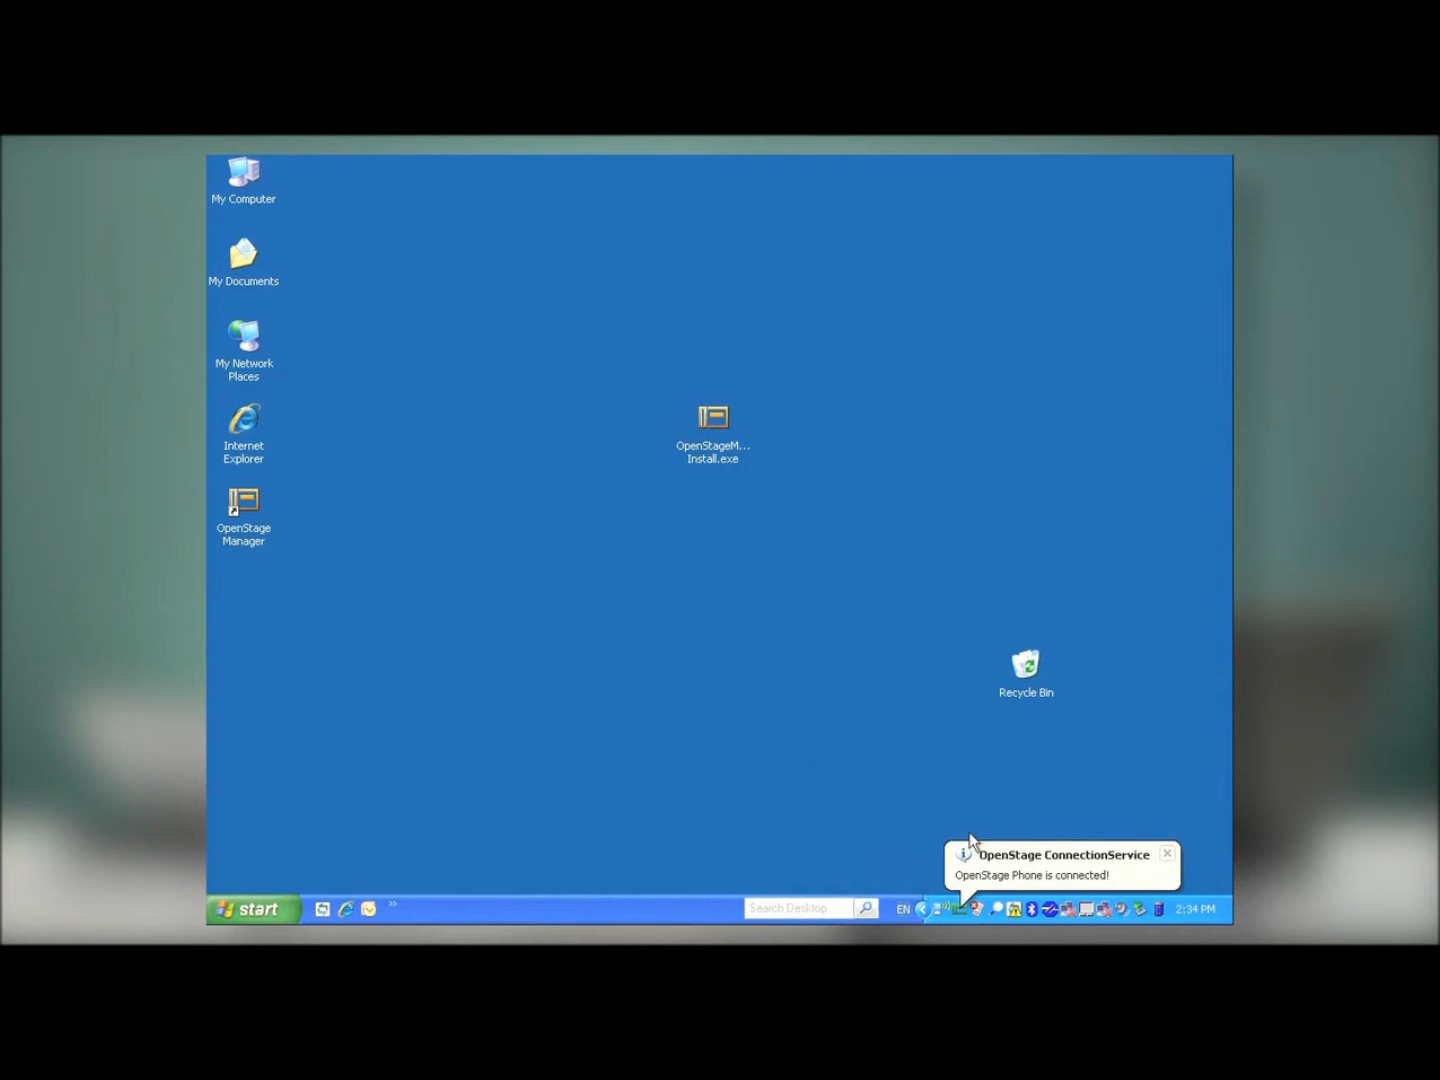 My Computer
My Documents
My Network
Places
Internet
Explorer
OpenStage
Manager
OpenStageM...
Install.exe
Recycle Bin
OpenStage ConnectionService
OpenStage Phone is connected!
start
Search Desktop
EN
2:34 PM